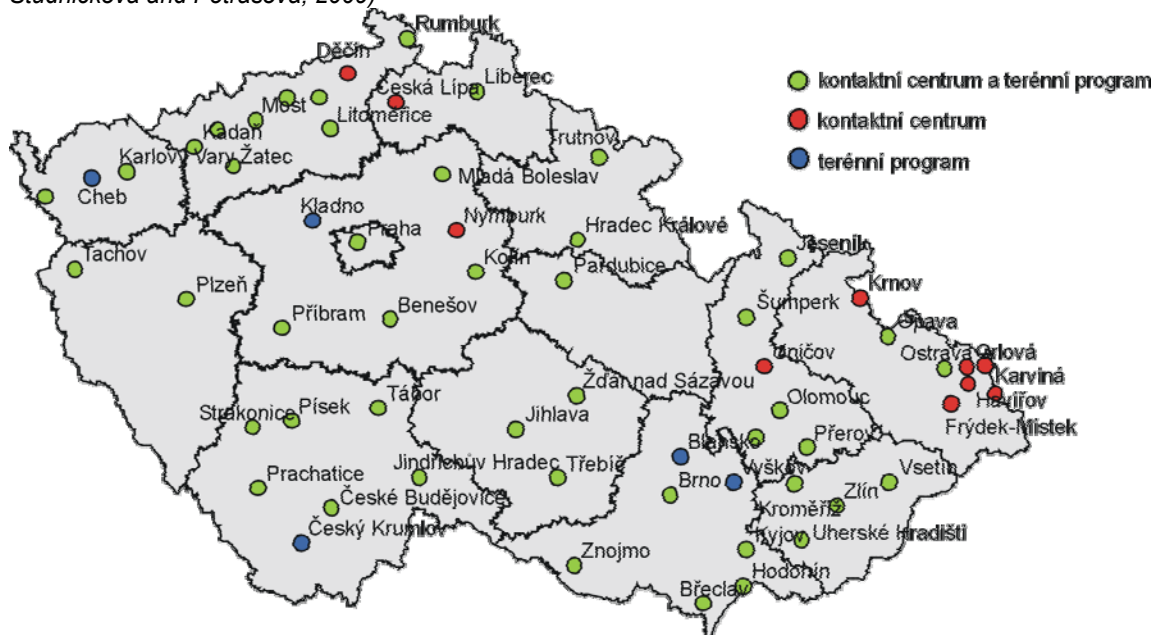 Rumburk
Děčín
Česká Lípa
Liberec
kontaktní centrum a terénní program
Most
Litoměřice
kontaktní centrum
Kadaň
Trutnov
Karlovy Vary
Žatec
terénní program
Mladá Boleslav
Cheb
Kladno
Nymburk
Praha
Hradec Králové
Tachov
Kolín
Pardubice
Jeseník
Plzeň
Krnov
Příbram
Benešov
Šumperk
Opava
Uničov
Ostrava
Orlová
Karviná
Žďár nad Sázavou
Havířov
Strakonice
Písek
Tábor
Jihlava
Olomouc
Frýdek-Místek
Přerov
Blansko
Jindřichův Hradec
Třebíč
Vyškov
Vsetín
Prachatice
Brno
České Budějovice
Kroměříž
Zlín
Český Krumlov
Kyjov
Uherské Hradiště
Znojmo
Hodonín
Břeclav